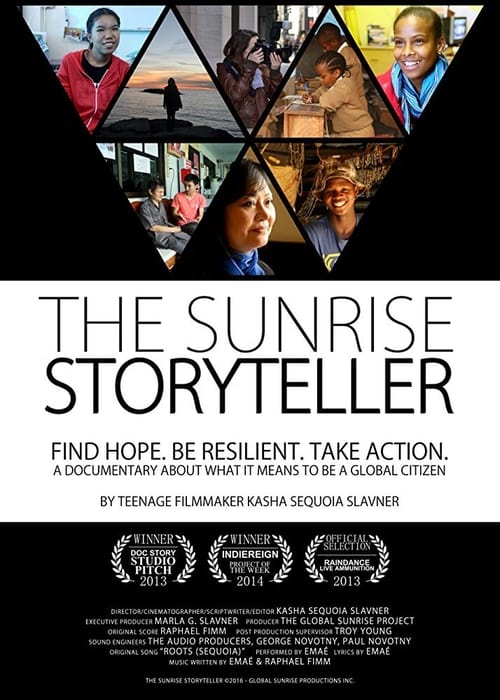 THE SUNRISE
STORYTELLER
FIND HOPE. BE RESILIENT. TAKE ACTION.
A DOCUMENTARY ABOUT WHAT IT MEANS TO BE A GLOBAL CITIZEN
BY TEENAGE FILMMAKER KASHA SEQUOIA SLAVNER
WINNER
DOC STORY
STUDIO
PITCH
2013
WINNER
INDIEREIGN
PROJECT OF
THE WEEK
2014
OFFICIAL
SELECTION
RAINDANCE
LIVE AMMUNITION
2013
DIRECTOR/CINEMATOGRAPHER/SCRIPTWRITER/EDITOR KASHA SEQUOIA SLAVNER
EXECUTIVE PRODUCER MARLA G. SLAVNER PRODUCER THE GLOBAL SUNRISE PROJECT
ORIGINAL SCORE RAPHAEL FIMM POST PRODUCTION SUPERVISOR TROY YOUNG
SOUND ENGINEERS THE AUDIO PRODUCERS, GEORGE NOVOTNY, PAUL NOVOTNY
ORIGINAL SONG "ROOTS (SEQUOIA)" PERFORMED BY EMAÉ LYRICS BY EMAÉ
MUSIC WRITTEN BY EMAÉ & RAPHAEL FIMM
THE SUNRISE STORYTELLER ©2016 - GLOBAL SUNRISE PRODUCTIONS INC.